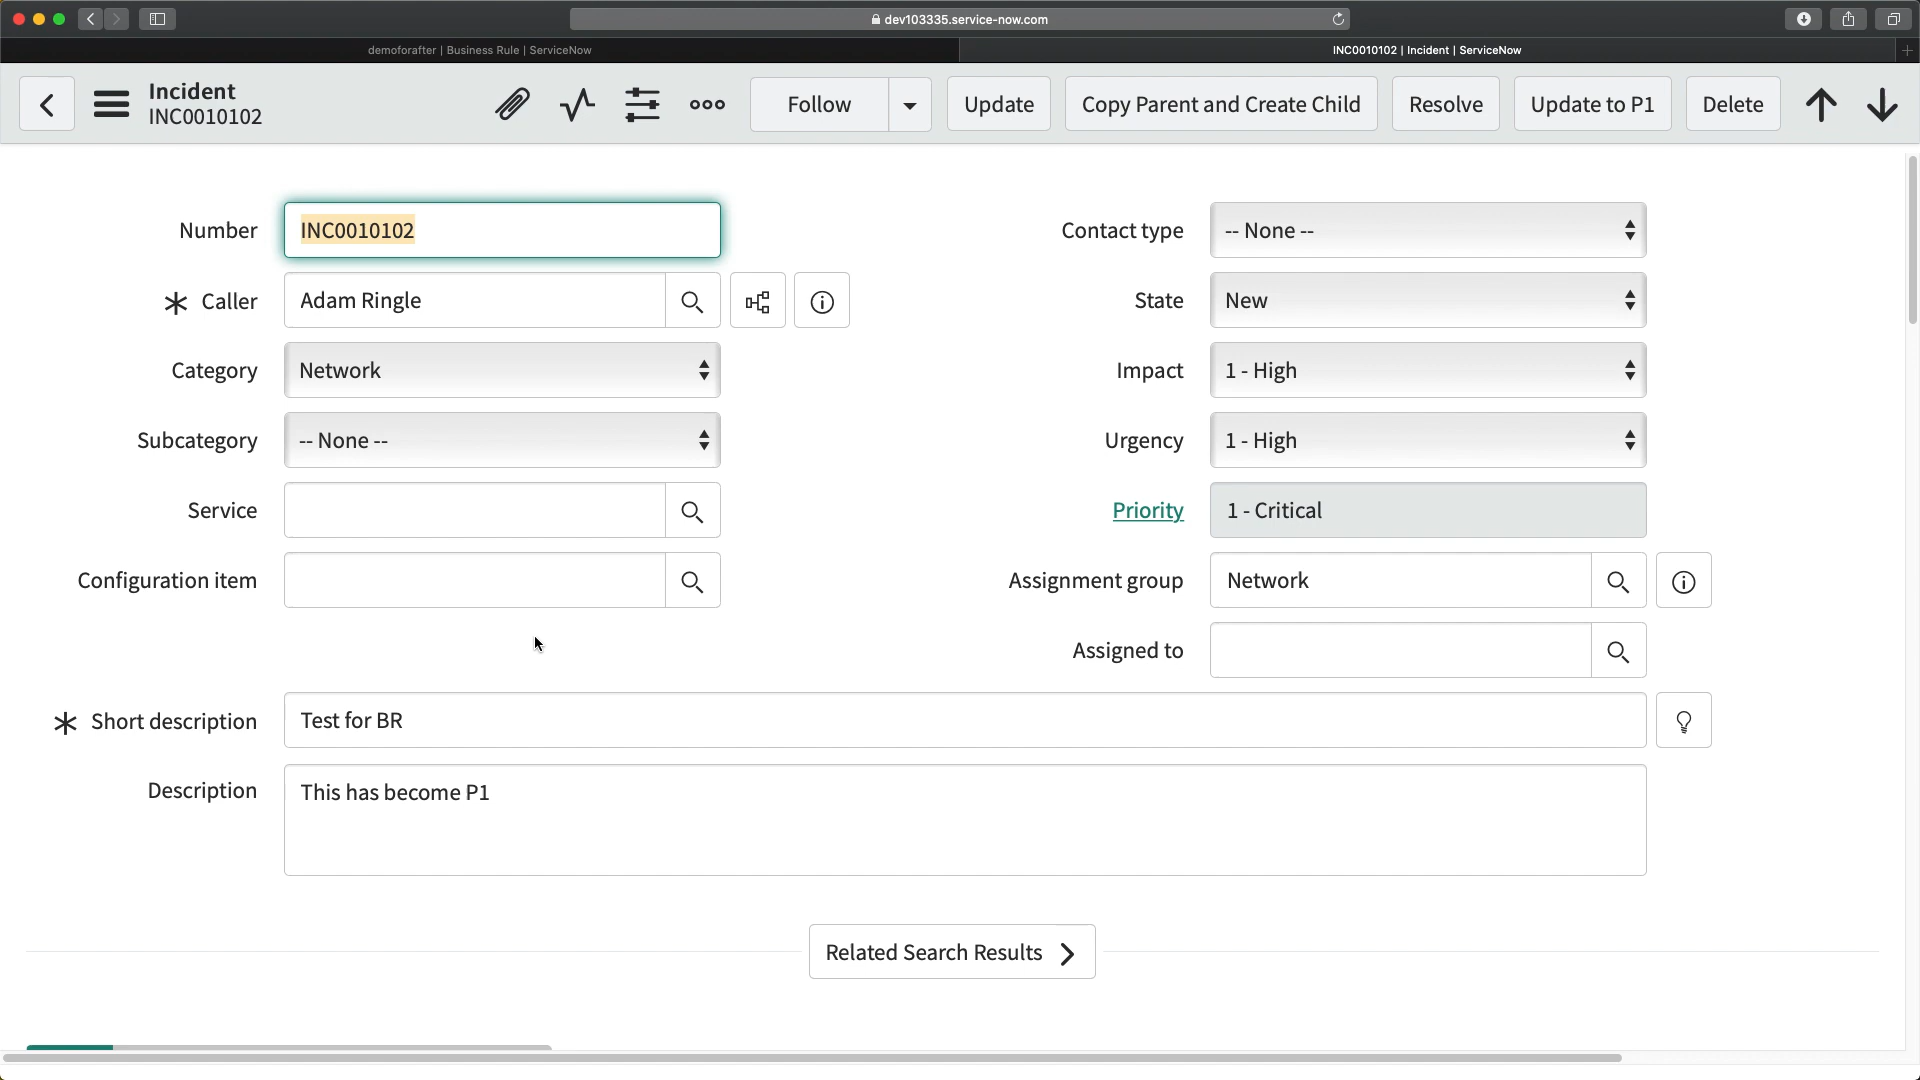 dev103335.service-now.com
demoforafter | Business Rule | ServiceNow
INC0010102 | Incident | ServiceNow
Incident
INC0010102
Follow
Update
Copy Parent and Create Child
Resolve
Update to P1
Delete
Number
INC0010102
Contact type
-- None --
Caller
Adam Ringle
State
New
Category
Network
Impact
1 - High
Subcategory
-- None --
Urgency
1 - High
Service
Priority
1 - Critical
Configuration item
Assignment group
Network
Assigned to
Short description
Test for BR
Description
This has become P1
Related Search Results